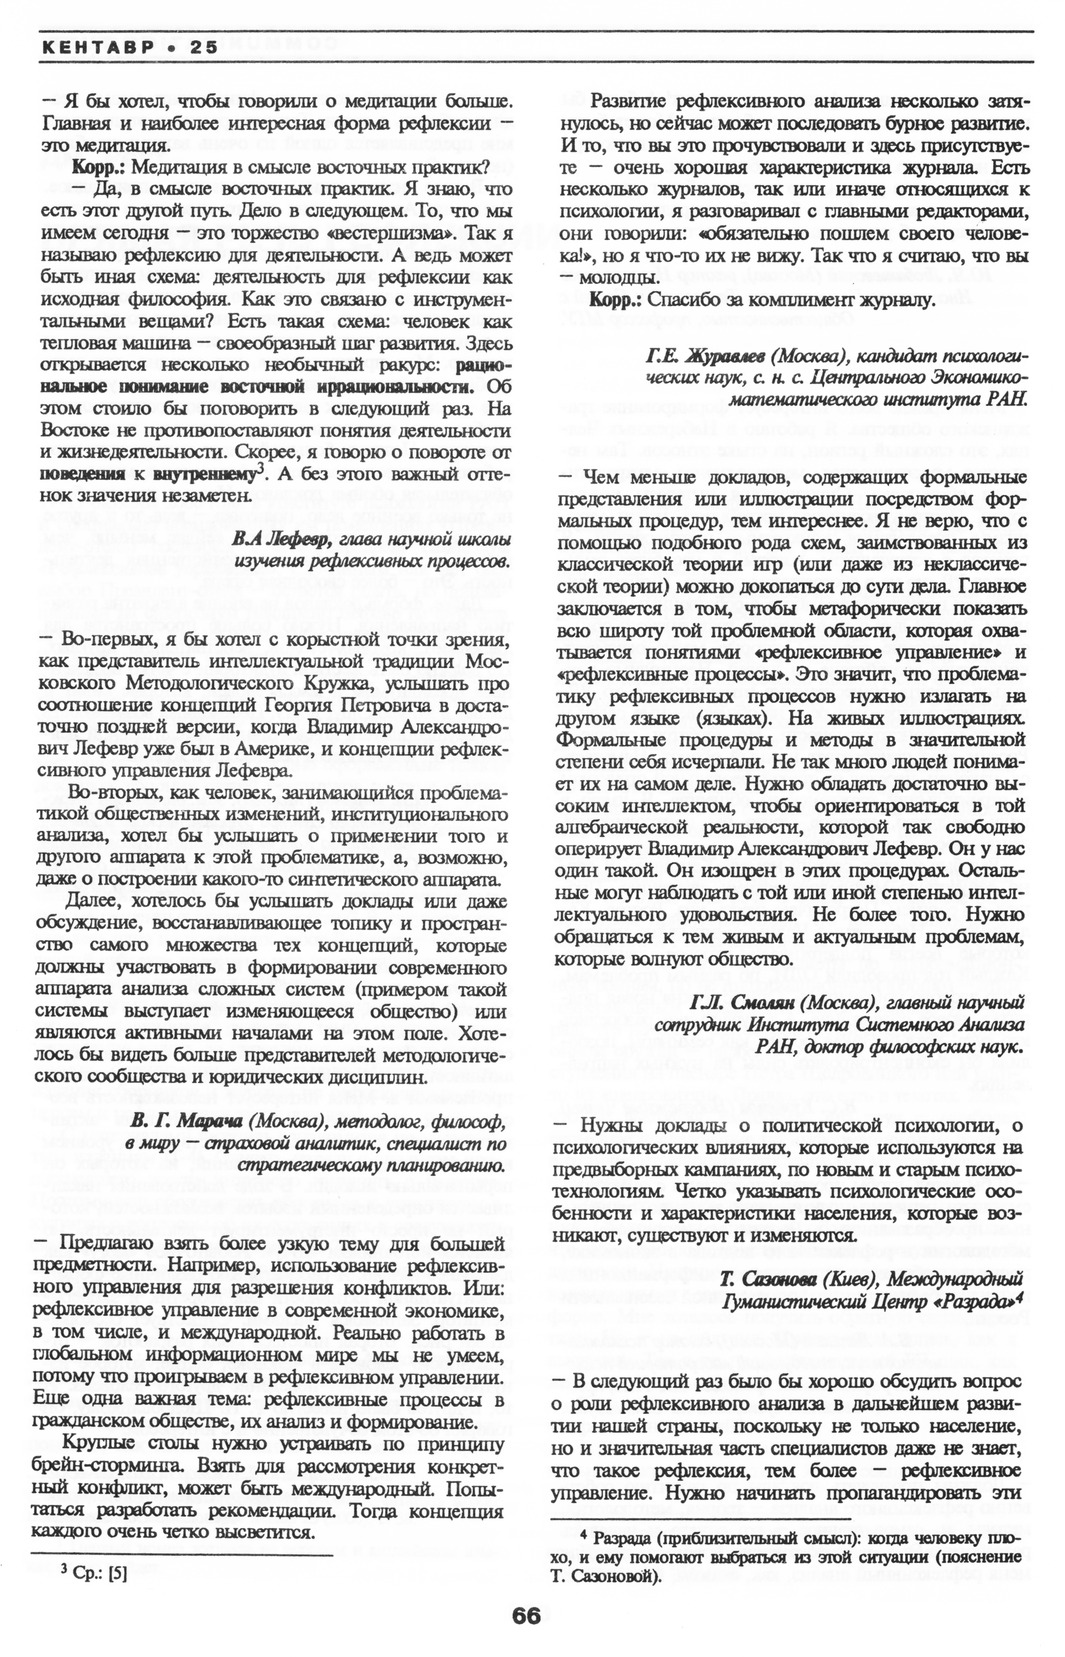 КЕНТАВР • 25
— Я бы хотел, чтобы говорили о медитации больше.
Главная и наиболее интересная форма рефлексии —
это медитация.
Корр.: Медитация в смысле восточных практик?
— Да, в смысле восточных практик. Я знаю, что
есть этот другой путь. Дело в следующем. То, что мы
имеем сегодня — это торжество «вестернизма». Так я
называю рефлексию для деятельности. А ведь может
быть иная схема: деятельность для рефлексии как
исходная философия. Как это связано с инструмен-
тальными вещами? Есть такая схема: человек как
тепловая машина — своеобразный шаг развития. Здесь
открывается несколько необычный ракурс: рацио-
нальное понимание восточной иррациональности. Об
этом стоило бы поговорить в следующий раз. На
Востоке не противопоставляют понятия деятельности
и жизнедеятельности. Скорее, я говорю о повороте от
поведения к внутреннему³. А без этого важный отте-
нок значения незаметен.
В.А Лефевр, глава научной школы
изучения рефлексивных процессов.
— Во-первых, я бы хотел с корыстной точки зрения,
как представитель интеллектуальной традиции Мос-
ковского Методологического Кружка, услышать про
соотношение концепций Георгия Петровича в доста-
точно поздней версии, когда Владимир Александро-
вич Лефевр уже был в Америке, и концепции рефлек-
сивного управления Лефевра.
Во-вторых, как человек, занимающийся проблема-
тикой общественных изменений, институционального
анализа, хотел бы услышать о применении того и
другого аппарата к этой проблематике, а, возможно,
даже о построении какого-то синтетического аппарата.
Далее, хотелось бы услышать доклады или даже
обсуждение, восстанавливающее топику и простран-
ство самого множества тех концепций, которые
должны участвовать в формировании современного
аппарата анализа сложных систем (примером такой
системы выступает изменяющееся общество) или
являются активными началами на этом поле. Хоте-
лось бы видеть больше представителей методологиче-
ского сообщества и юридических дисциплин.
В. Г. Марача (Москва), методолог, философ,
в миру — страховой аналитик, специалист по
стратегическому планированию.
— Предлагаю взять более узкую тему для большей
предметности. Например, использование рефлексив-
ного управления для разрешения конфликтов. Или:
рефлексивное управление в современной экономике,
в том числе, и международной. Реально работать в
глобальном информационном мире мы не умеем,
потому что проигрываем в рефлексивном управлении.
Еще одна важная тема: рефлексивные процессы в
гражданском обществе, их анализ и формирование.
Круглые столы нужно устраивать по принципу
брейн-сторминга. Взять для рассмотрения конкрет-
ный конфликт, может быть международный. Попы-
таться разработать рекомендации. Тогда концепция
каждого очень четко высветится.
³ Ср.: [5]
Развитие рефлексивного анализа несколько затя-
нулось, но сейчас может последовать бурное развитие.
И то, что вы это прочувствовали и здесь присутствуе-
те — очень хорошая характеристика журнала. Есть
несколько журналов, так или иначе относящихся к
психологии, я разговаривал с главными редакторами,
они говорили: «обязательно пошлем своего челове-
ка!», но я что-то их не вижу. Так что я считаю, что вы
— молодцы.
Корр.: Спасибо за комплимент журналу.
Г.Е. Журавлев (Москва), кандидат психологи-
ческих наук, с. н. с. Центрального Экономико-
математического института РАН.
— Чем меньше докладов, содержащих формальные
представления или иллюстрации посредством фор-
мальных процедур, тем интереснее. Я не верю, что с
помощью подобного рода схем, заимствованных из
классической теории игр (или даже из неклассиче-
ской теории) можно докопаться до сути дела. Главное
заключается в том, чтобы метафорически показать
всю широту той проблемной области, которая охва-
тывается понятиями «рефлексивное управление» и
«рефлексивные процессы». Это значит, что проблема-
тику рефлексивных процессов нужно излагать на
другом языке (языках). На живых иллюстрациях.
Формальные процедуры и методы в значительной
степени себя исчерпали. Не так много людей понима-
ет их на самом деле. Нужно обладать достаточно вы-
соким интеллектом, чтобы ориентироваться в той
алгебраической реальности, которой так свободно
оперирует Владимир Александрович Лефевр. Он у нас
один такой. Он изощрен в этих процедурах. Осталь-
ные могут наблюдать с той или иной степенью интел-
лектуального удовольствия. Не более того. Нужно
обращаться к тем живым и актуальным проблемам,
которые волнуют общество.
Г.Л. Смолян (Москва), главный научный
сотрудник Института Системного Анализа
РАН, доктор философских наук.
— Нужны доклады о политической психологии, о
психологических влияниях, которые используются на
предвыборных кампаниях, по новым и старым психо-
технологиям. Четко указывать психологические осо-
бенности и характеристики населения, которые воз-
никают, существуют и изменяются.
Т. Сазонова (Киев), Международный
Гуманистический Центр «Разрада»⁴
— В следующий раз было бы хорошо обсудить вопрос
о роли рефлексивного анализа в дальнейшем разви-
тии нашей страны, поскольку не только население,
но и значительная часть специалистов даже не знает,
что такое рефлексия, тем более — рефлексивное
управление. Нужно начинать пропагандировать эти
⁴ Разрада (приблизительный смысл): когда человеку пло-
хо, и ему помогают выбраться из этой ситуации (пояснение
Т. Сазоновой).
66